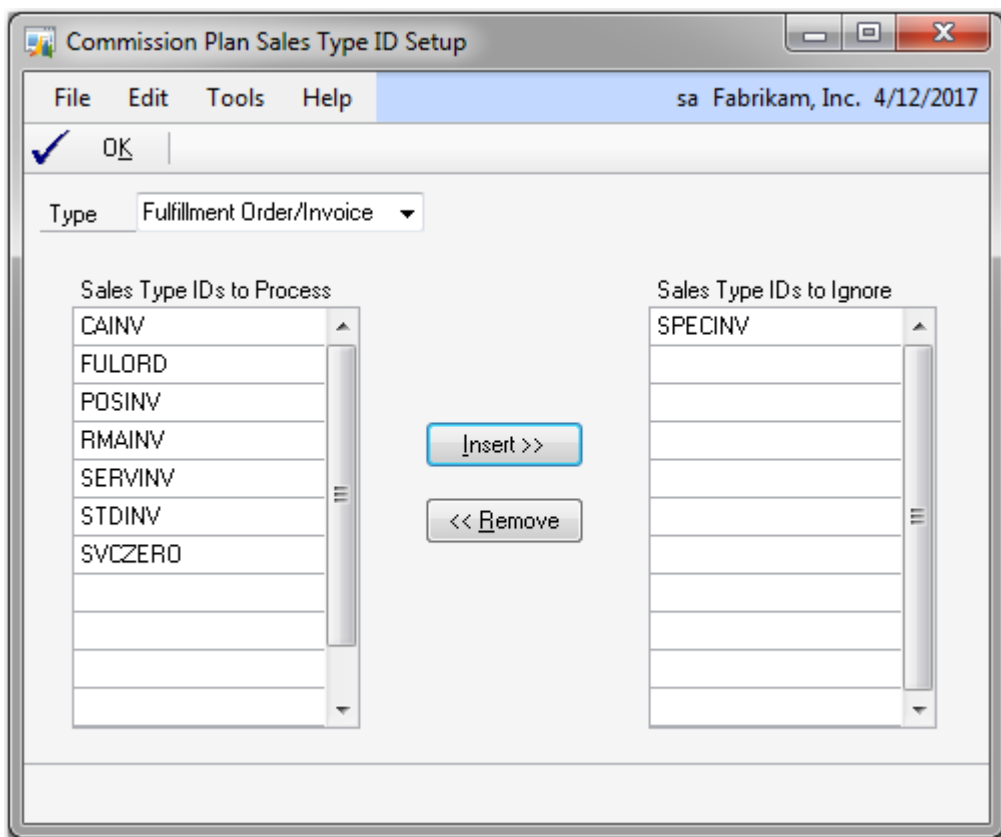 Commission Plan Sales Type ID Setup
File Edit Tools Help sa Fabrikam, Inc. 4/12/2017
OK
Type Fulfillment Order/Invoice
Sales Type IDs to Process Sales Type IDs to Ignore
CAINV SPECINV
FULORD
POSINV
RMAINV
Insert >>
SERVINV
STDINV
<< Remove
SVCZERO